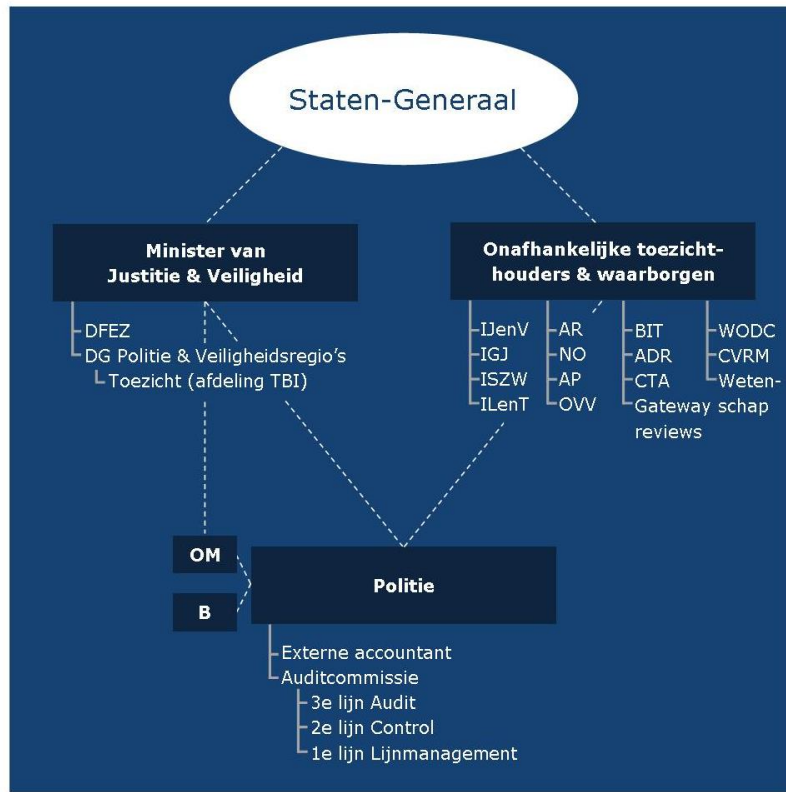 Staten-Generaal
Minister van
Justitie & Veiligheid
DFEZ
DG Politie & Veiligheidsregio's
Toezicht (afdeling TBI)
Onafhankelijke toezicht-
houders & waarborgen
IJenV
IGJ
ISZW
ILenT
AR
NO
AP
OVV
BIT
ADR
CTA
Gateway
reviews
WODC
CVRM
Weten-
schap
OM
B
Politie
Externe accountant
Auditcommissie
3e lijn Audit
2e lijn Control
1e lijn Lijnmanagement